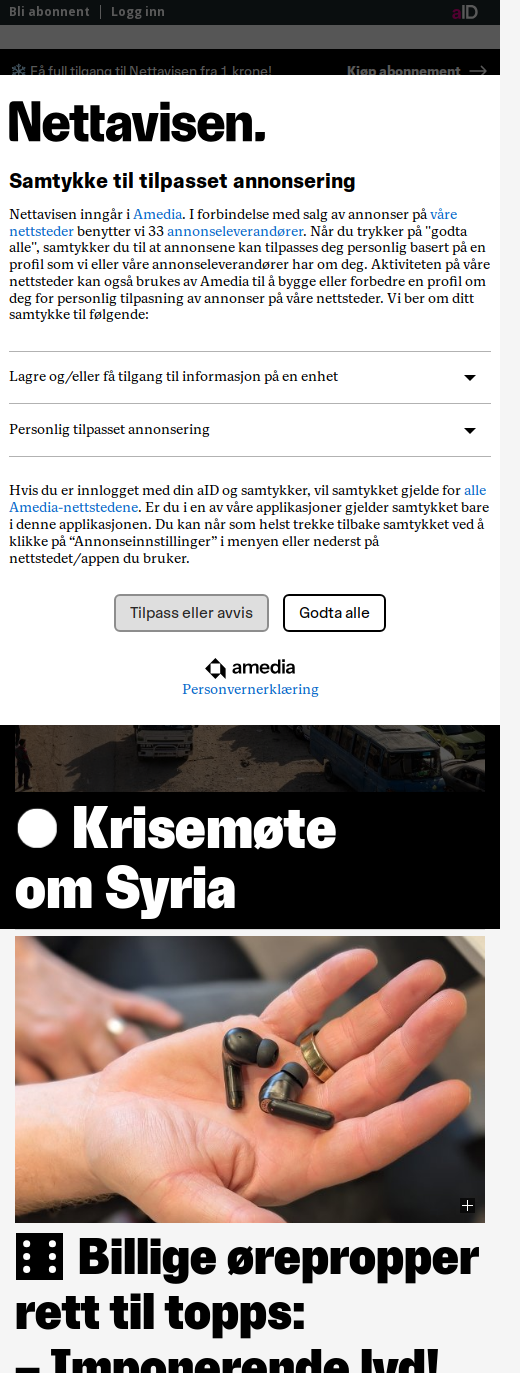 Bli abonnent | Logg inn
aID
Få full tilgang til Nettavisen fra 1 krone!
Kjøp abonnement
Nettavisen.
Samtykke til tilpasset annonsering
Nettavisen inngår i Amedia. I forbindelse med salg av annonser på våre
nettsteder benytter vi 33 annonseleverandører. Når du trykker på "godta
alle", samtykker du til at annonsene kan tilpasses deg personlig basert på en
profil som vi eller våre annonseleverandører har om deg. Aktiviteten på våre
nettsteder kan også brukes av Amedia til å bygge eller forbedre en profil om
deg for personlig tilpasning av annonser på våre nettsteder. Vi ber om ditt
samtykke til følgende:
Lagre og/eller få tilgang til informasjon på en enhet
Personlig tilpasset annonsering
Hvis du er innlogget med din aID og samtykker, vil samtykket gjelde for alle
Amedia-nettstedene. Er du i en av våre applikasjoner gjelder samtykket bare
i denne applikasjonen. Du kan når som helst trekke tilbake samtykket ved å
klikke på “Annonseinnstillinger” i menyen eller nederst på
nettstedet/appen du bruker.
Tilpass eller avvis
Godta alle
amedia
Personvernerklæring
Krisemøte
om Syria
Billige ørepropper
rett til topps:
– Imponerende lyd!